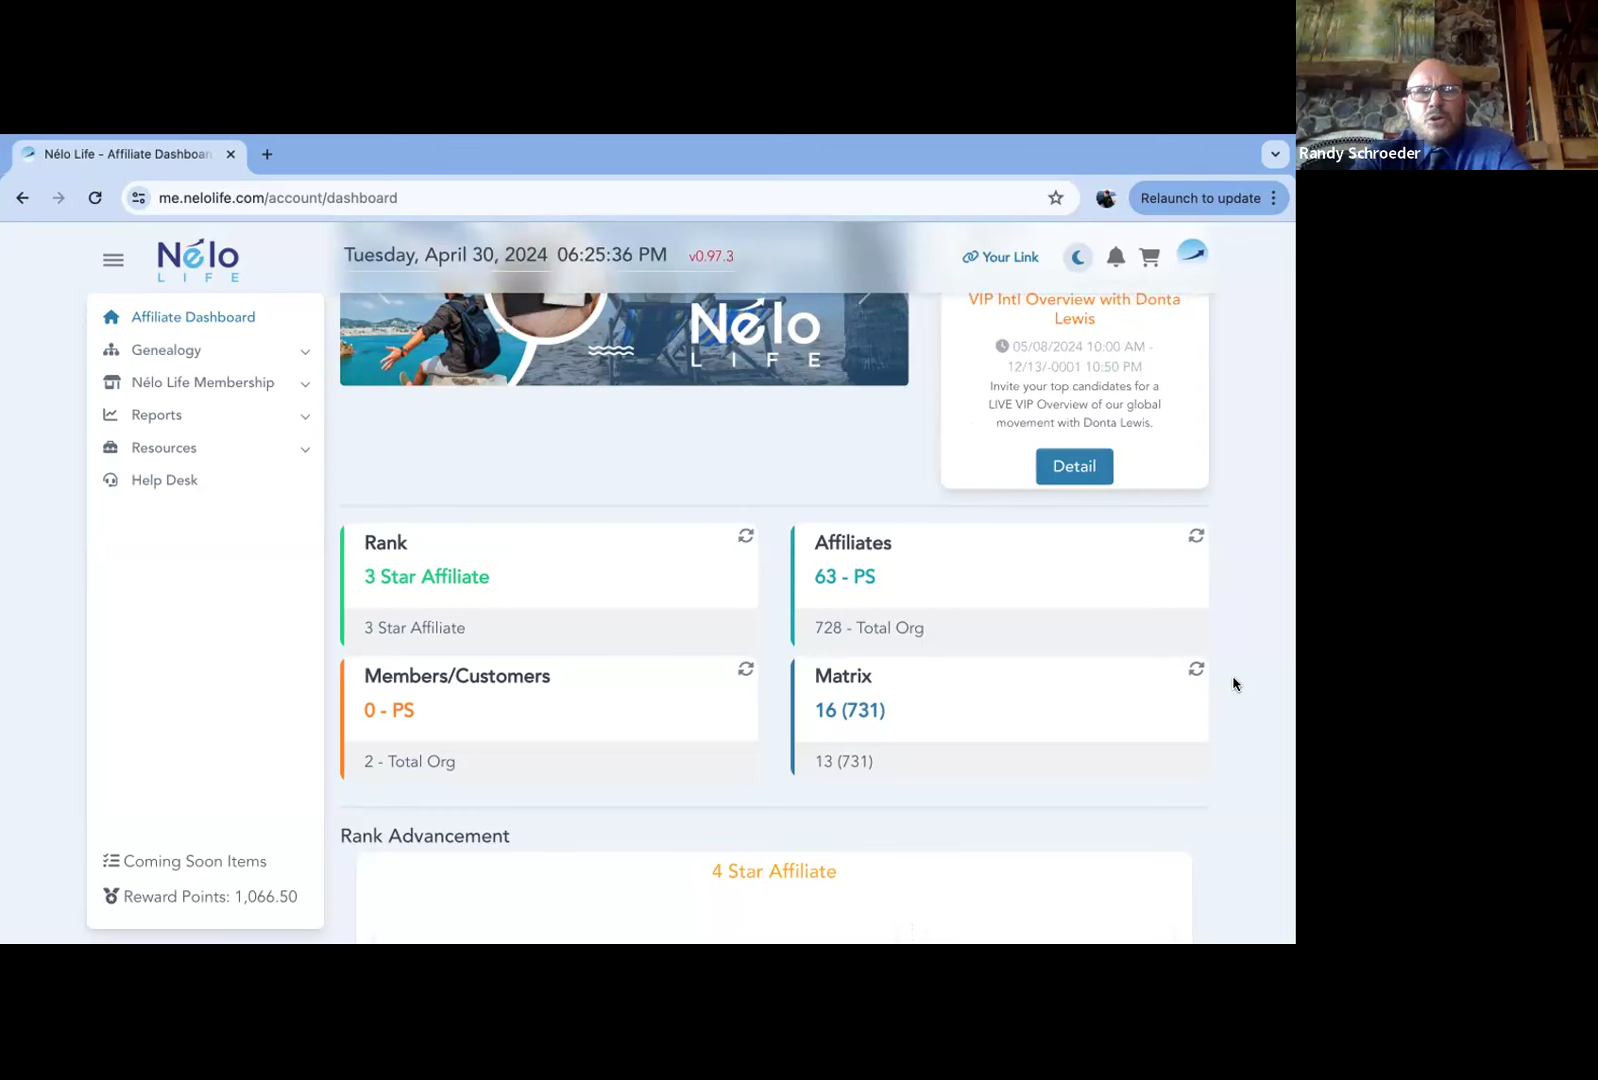 Randy Schroeder
Nélo Life - Affiliate Dashboar
me.nelolife.com/account/dashboard
Relaunch to update
Nélo
LIFE
Tuesday, April 30, 2024 06:25:36 PM v0.97.3
Your Link
Affiliate Dashboard
Genealogy
Nélo Life Membership
Reports
Resources
Help Desk
Coming Soon Items
Reward Points: 1,066.50
Nélo
LIFE
VIP Intl Overview with Donta
Lewis
05/08/2024 10:00 AM -
12/13/-0001 10:50 PM
Invite your top candidates for a
LIVE VIP Overview of our global
movement with Donta Lewis.
Detail
Rank
3 Star Affiliate
3 Star Affiliate
Affiliates
63 - PS
728 - Total Org
Members/Customers
0 - PS
2 - Total Org
Matrix
16 (731)
13 (731)
Rank Advancement
4 Star Affiliate